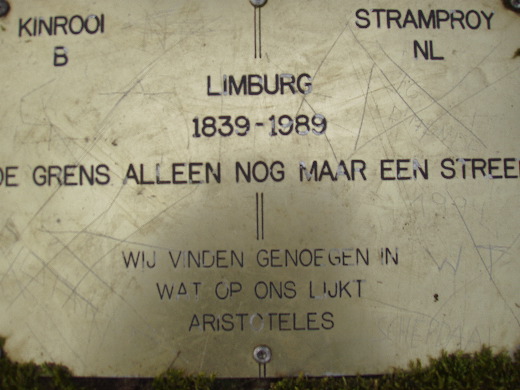 KINROOI STRAMPROY
B NL
LIMBURG
1839-1989
DE GRENS ALLEEN NOG MAAR EEN STREEP
WIJ VINDEN GENOEGEN IN
WAT OP ONS LIJKT
ARISTOTELES